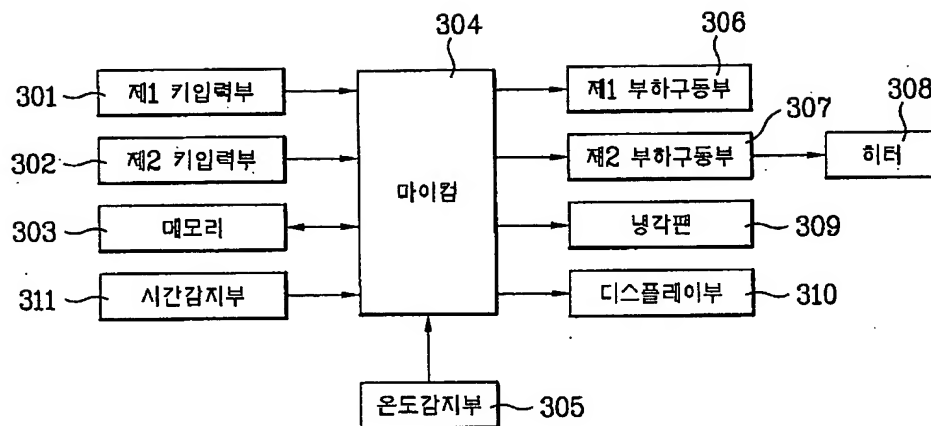 304
306
301
제1 키입력부
제1 부하구동부
307
308
302
제2 키입력부
제2 부하구동부
히터
마이컴
303
메모리
냉각팬
309
311
시간감지부
디스플레이부
310
온도감지부
305